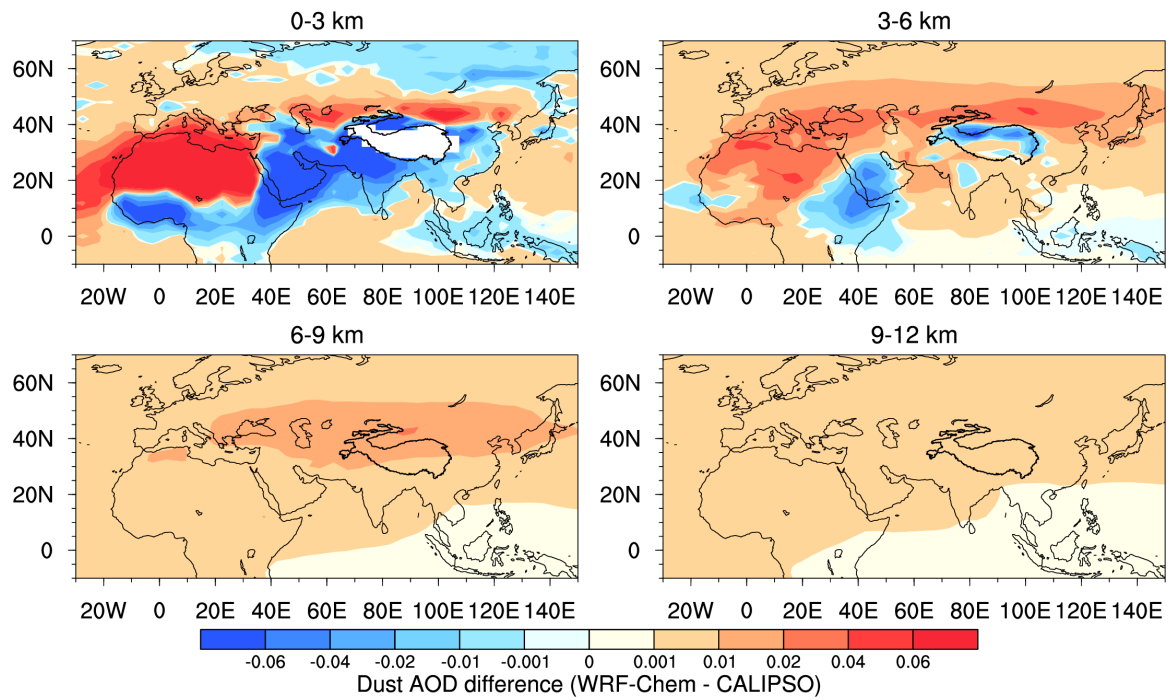 0-3 km
3-6 km
60N
40N
20N
0
20W 0 20E 40E 60E 80E 100E 120E 140E
60N
40N
20N
0
20W 0 20E 40E 60E 80E 100E 120E 140E
6-9 km
9-12 km
60N
40N
20N
0
20W 0 20E 40E 60E 80E 100E 120E 140E
60N
40N
20N
0
20W 0 20E 40E 60E 80E 100E 120E 140E
-0.06 -0.04 -0.02 -0.01 -0.001 0 0.001 0.01 0.02 0.04 0.06
Dust AOD difference (WRF-Chem - CALIPSO)